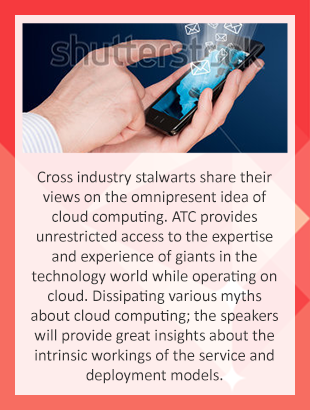 shutterstock
Cross industry stalwarts share their
views on the omnipresent idea of
cloud computing. ATC provides
unrestricted access to the expertise
and experience of giants in the
technology world while operating on
cloud. Dissipating various myths
about cloud computing; the speakers
will provide great insights about the
intrinsic workings of the service and
deployment models.